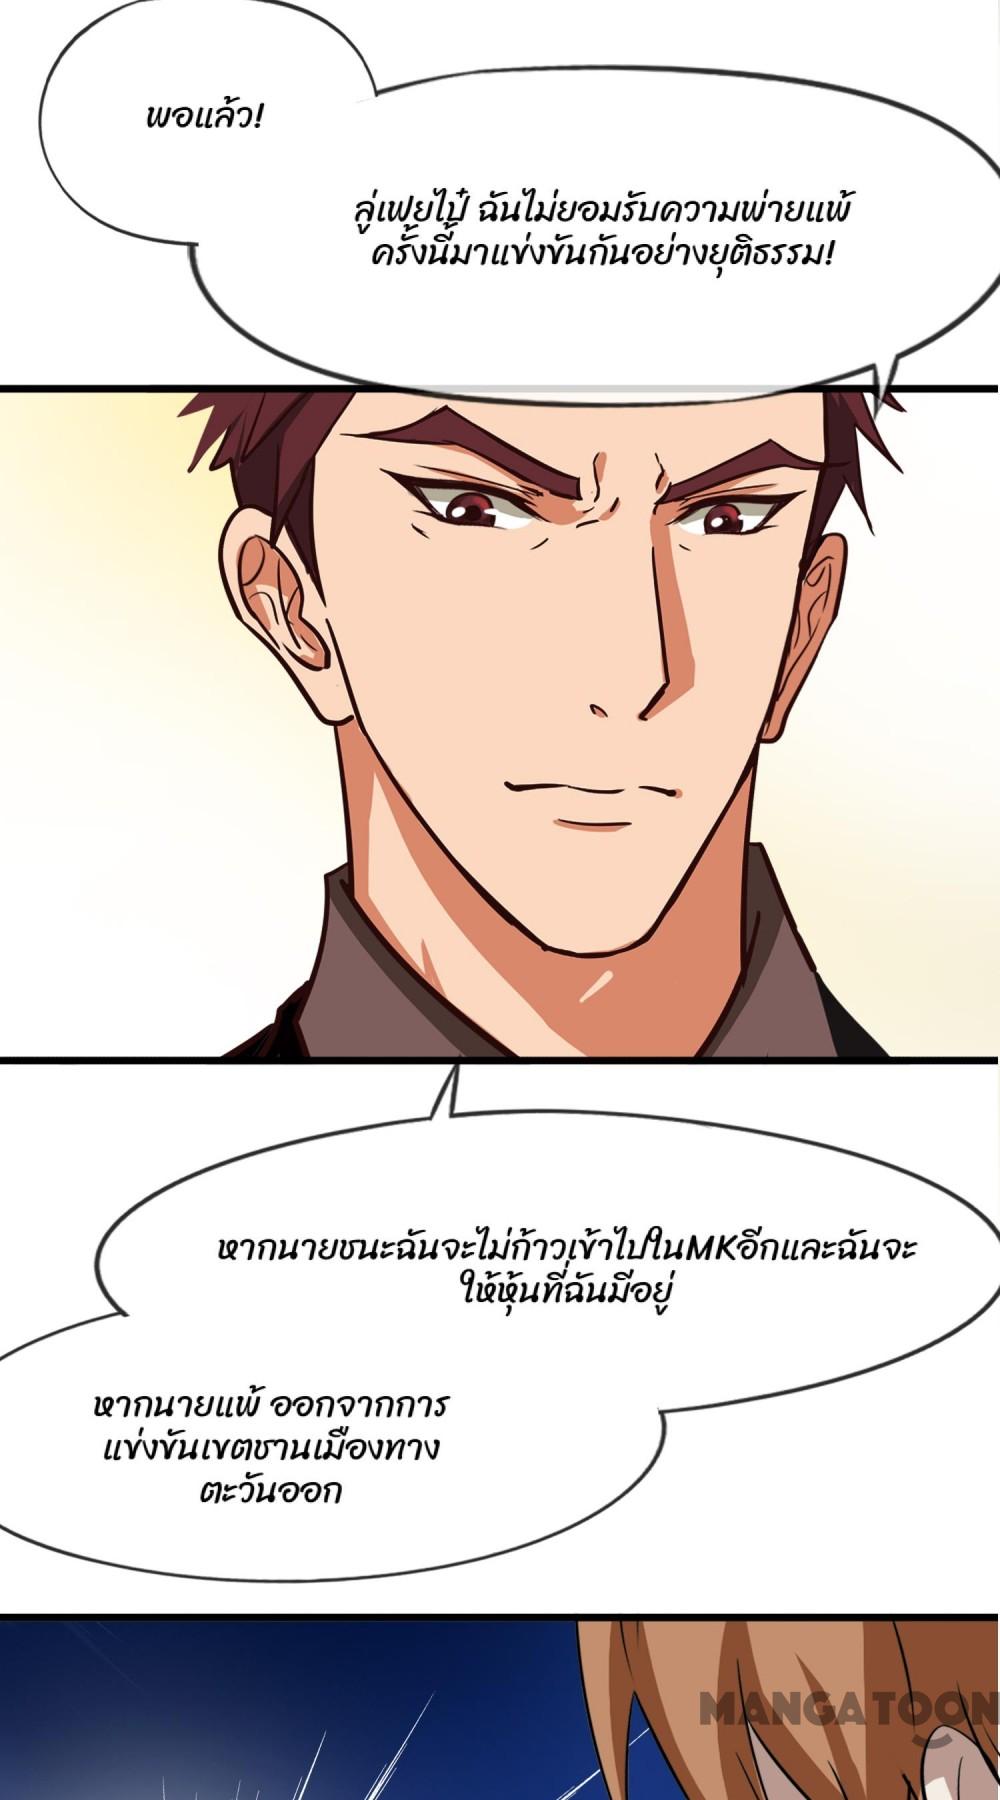 พอแล้ว!
ลู่เฟยไป๋ ฉันไม่ยอมรับความพ่ายแพ้
ครั้งนี้มาแข่งขันกันอย่างยุติธรรม!
หากนายชนะฉันจะไม่ก้าวเข้าไปในMKอีกและฉันจะ
ให้หุ้นที่ฉันมีอยู่
หากนายแพ้ ออกจากการ
แข่งขันเขตชานเมืองทาง
ตะวันออก
MANGATOON